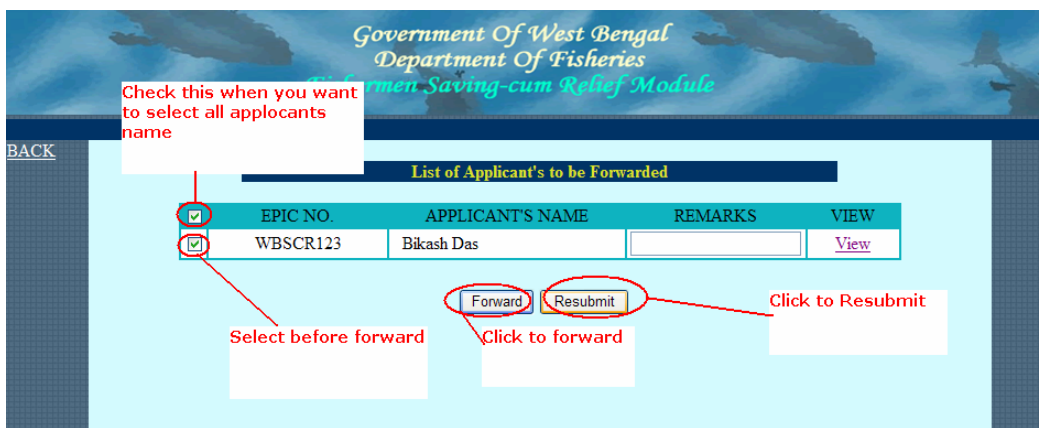 Government Of West Bengal
Department Of Fisheries
rmen Saving-cum Relief Module
Check this when you want
to select all applocants
name
BACK
List of Applicant's to be Forwarded
EPIC NO. APPLICANT'S NAME REMARKS VIEW
WBSCR123 Bikash Das View
Forward Resubmit
Select before forward
Click to forward
Click to Resubmit